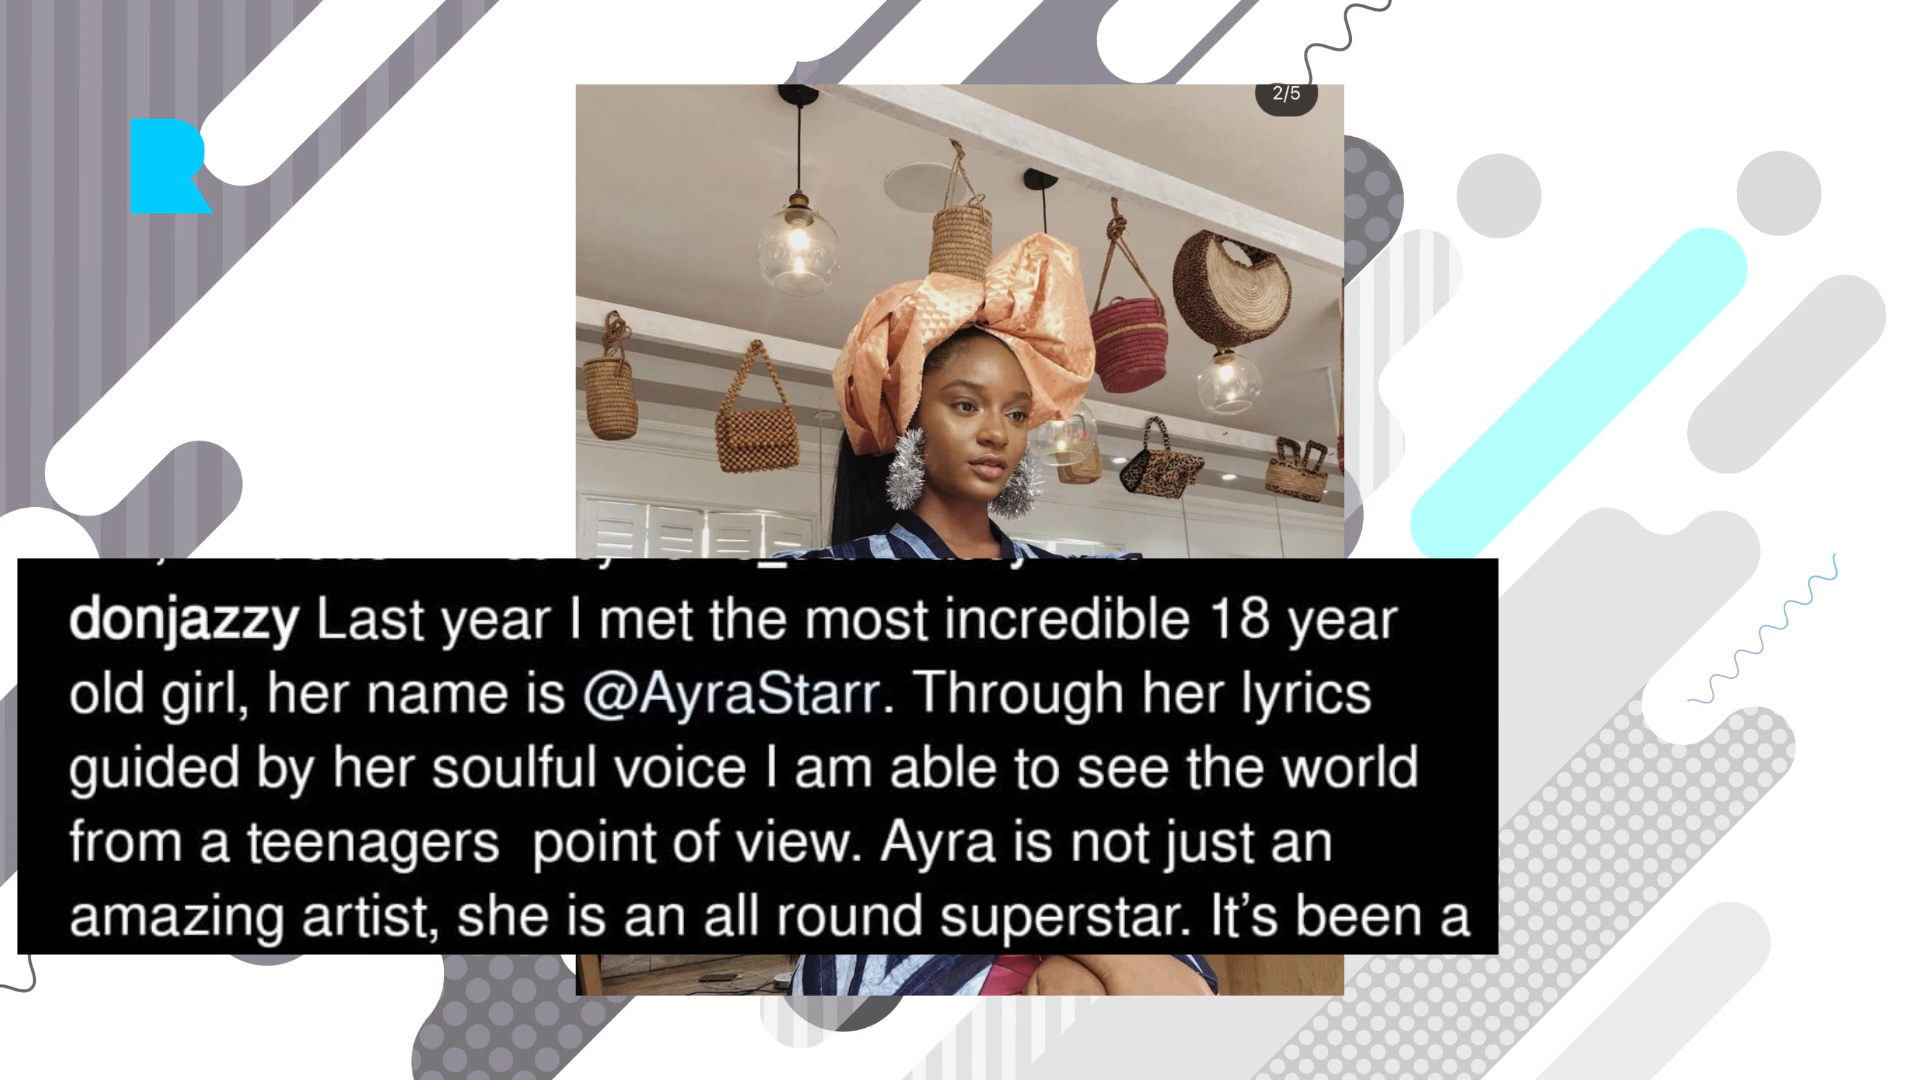 2/5
R
donjazzy Last year I met the most incredible 18 year
old girl, her name is @AyraStarr. Through her lyrics
guided by her soulful voice I am able to see the world
from a teenagers  point of view. Ayra is not just an
amazing artist, she is an all round superstar. It’s been a